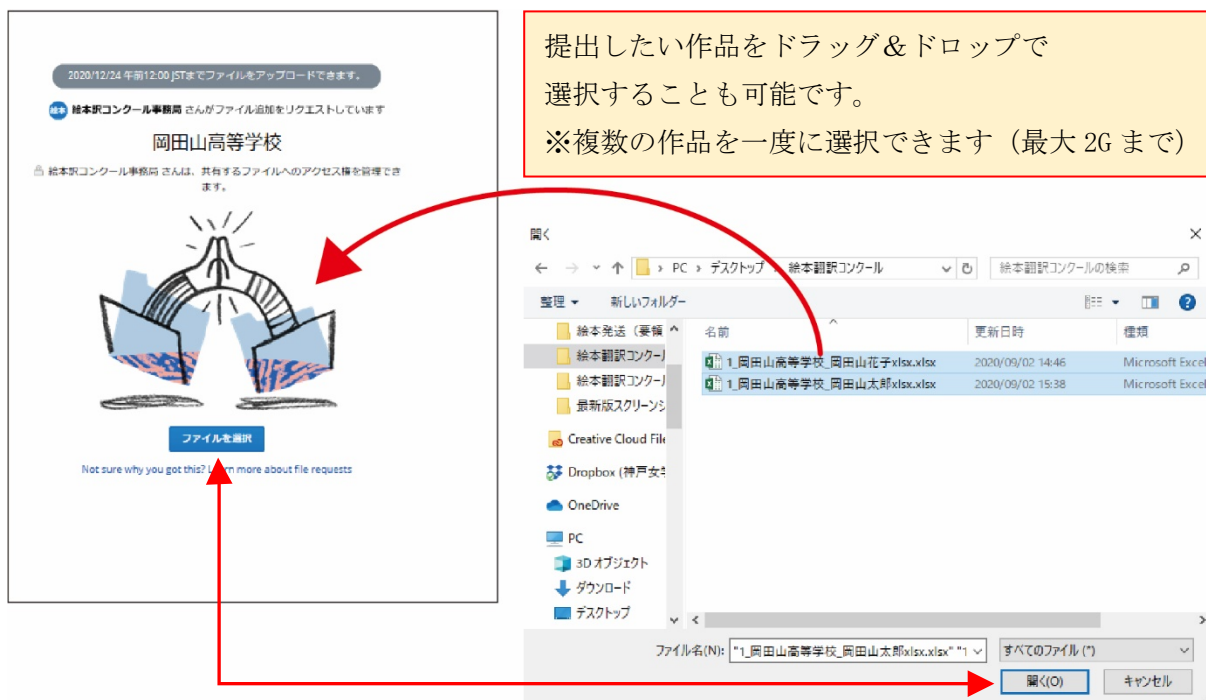 2020/12/24 午前12:00 JSTまでファイルをアップロードできます。
絵本 絵本訳コンクール事務局 さんがファイル追加をリクエストしています
岡田山高等学校
絵本訳コンクール事務局 さんは、共有するファイルへのアクセス権を管理でき
ます。
ファイルを選択
Not sure why you got this? more about file requests
提出したい作品をドラッグ＆ドロップで
選択することも可能です。
※複数の作品を一度に選択できます（最大 2G まで）
開く
PC › デスクトップ › 絵本翻訳コンクール
絵本翻訳コンクールの検索
整理 新しいフォルダー
名前 更新日時 種類
絵本発送（要領
絵本翻訳コンクール
絵本翻訳コンクール
最新版スクリーンシ
1_岡田山高等学校_岡田山花子xlsx.xlsx 2020/09/02 14:46 Microsoft Excel
1_岡田山高等学校_岡田山太郎xlsx.xlsx 2020/09/02 15:38 Microsoft Excel
Creative Cloud File
Dropbox (神戸女学
OneDrive
PC
3D オブジェクト
ダウンロード
デスクトップ
ファイル名(N): "1_岡田山高等学校_岡田山太郎xlsx.xlsx" "1 すべてのファイル (*)
開く(O) キャンセル